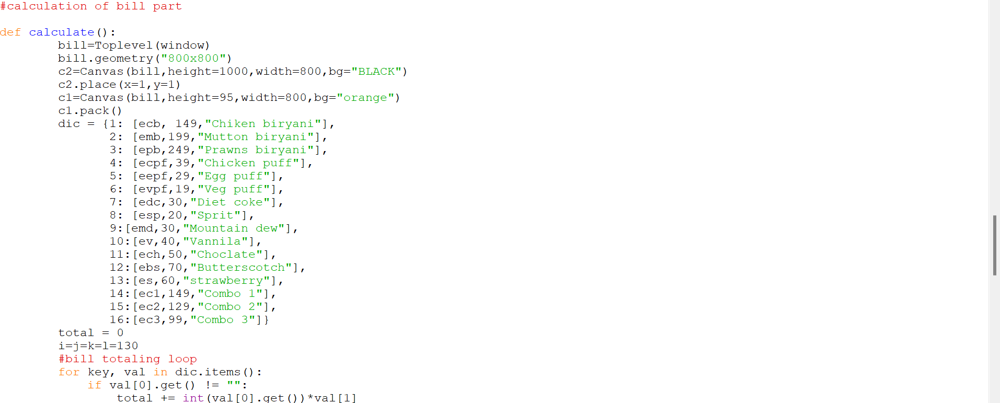 #calculation of bill part
def calculate():
        bill=Toplevel(window)
        bill.geometry("800x800")
        c2=Canvas(bill,height=1000,width=800,bg="BLACK")
        c2.place(x=1,y=1)
        c1=Canvas(bill,height=95,width=800,bg="orange")
        c1.pack()
        dic = {1: [ecb, 149,"Chiken biryani"],
               2: [emb,199,"Mutton biryani"],
               3: [epb,249,"Prawns biryani"],
               4: [ecpf,39,"Chicken puff"],
               5: [eepf,29,"Egg puff"],
               6: [evpf,19,"Veg puff"],
               7: [edc,30,"Diet coke"],
               8: [esp,20,"Sprit"],
               9:[emd,30,"Mountain dew"],
               10:[ev,40,"Vannila"],
               11:[ech,50,"Choclate"],
               12:[ebs,70,"Butterscotch"],
               13:[es,60,"strawberry"],
               14:[ec1,149,"Combo 1"],
               15:[ec2,129,"Combo 2"],
               16:[ec3,99,"Combo 3"]}
        total = 0
        i=j=k=l=130
        #bill totaling loop
        for key, val in dic.items():
            if val[0].get() != "":
                total += int(val[0].get())*val[1]